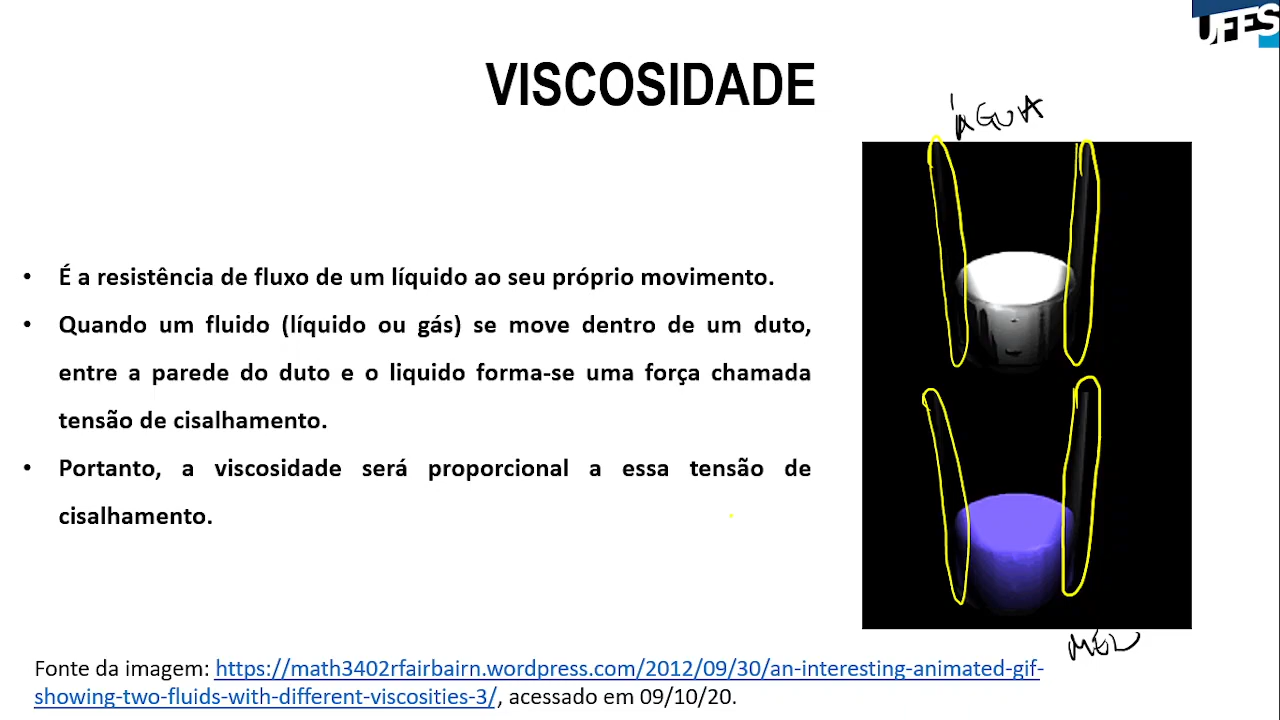 UFES
VISCOSIDADE
ÁGUA
• É a resistência de fluxo de um líquido ao seu próprio movimento.
• Quando um fluido (líquido ou gás) se move dentro de um duto,
entre a parede do duto e o liquido forma-se uma força chamada
tensão de cisalhamento.
• Portanto, a viscosidade será proporcional a essa tensão de
cisalhamento.
MEL
Fonte da imagem: https://math3402rfairbairn.wordpress.com/2012/09/30/an-interesting-animated-gif-
showing-two-fluids-with-different-viscosities-3/, acessado em 09/10/20.